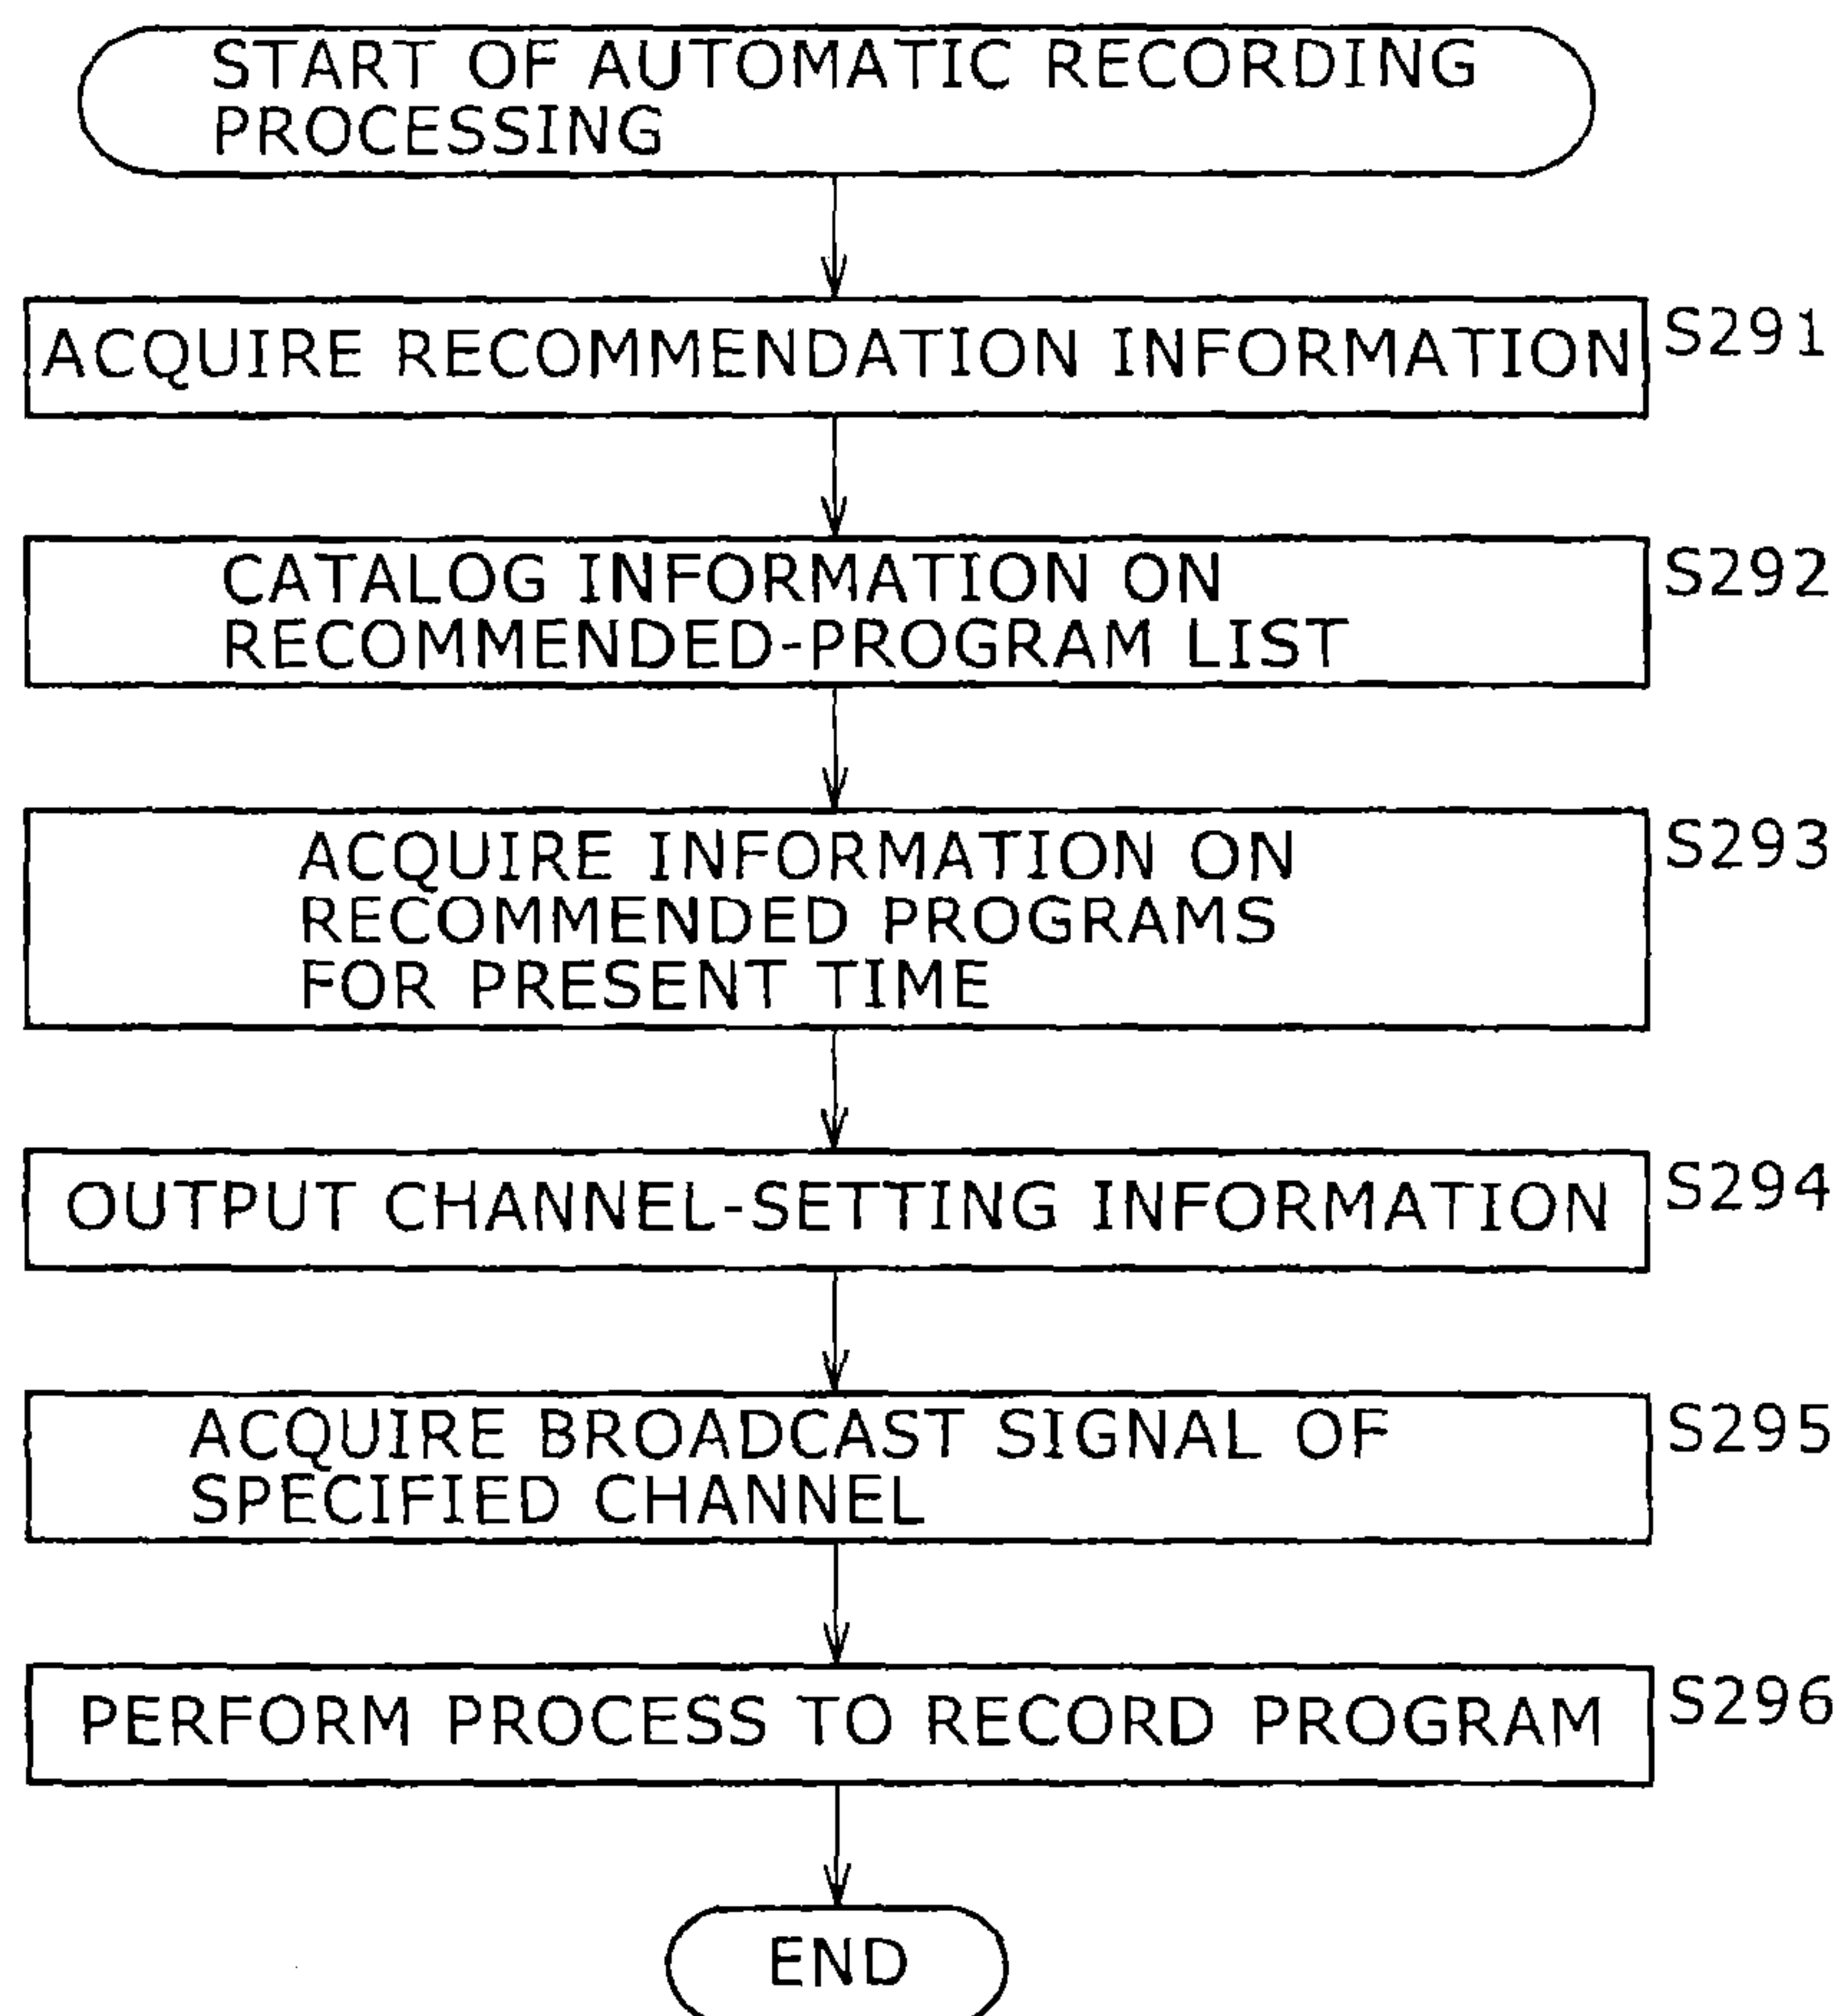 START OF AUTOMATIC RECORDING
PROCESSING
ACQUIRE RECOMMENDATION INFORMATION
S291
CATALOG INFORMATION ON
RECOMMENDED-PROGRAM LIST
S292
ACQUIRE INFORMATION ON
RECOMMENDED PROGRAMS
FOR PRESENT TIME
S293
OUTPUT CHANNEL-SETTING INFORMATION
S294
ACQUIRE BROADCAST SIGNAL OF
SPECIFIED CHANNEL
S295
PERFORM PROCESS TO RECORD PROGRAM
S296
END